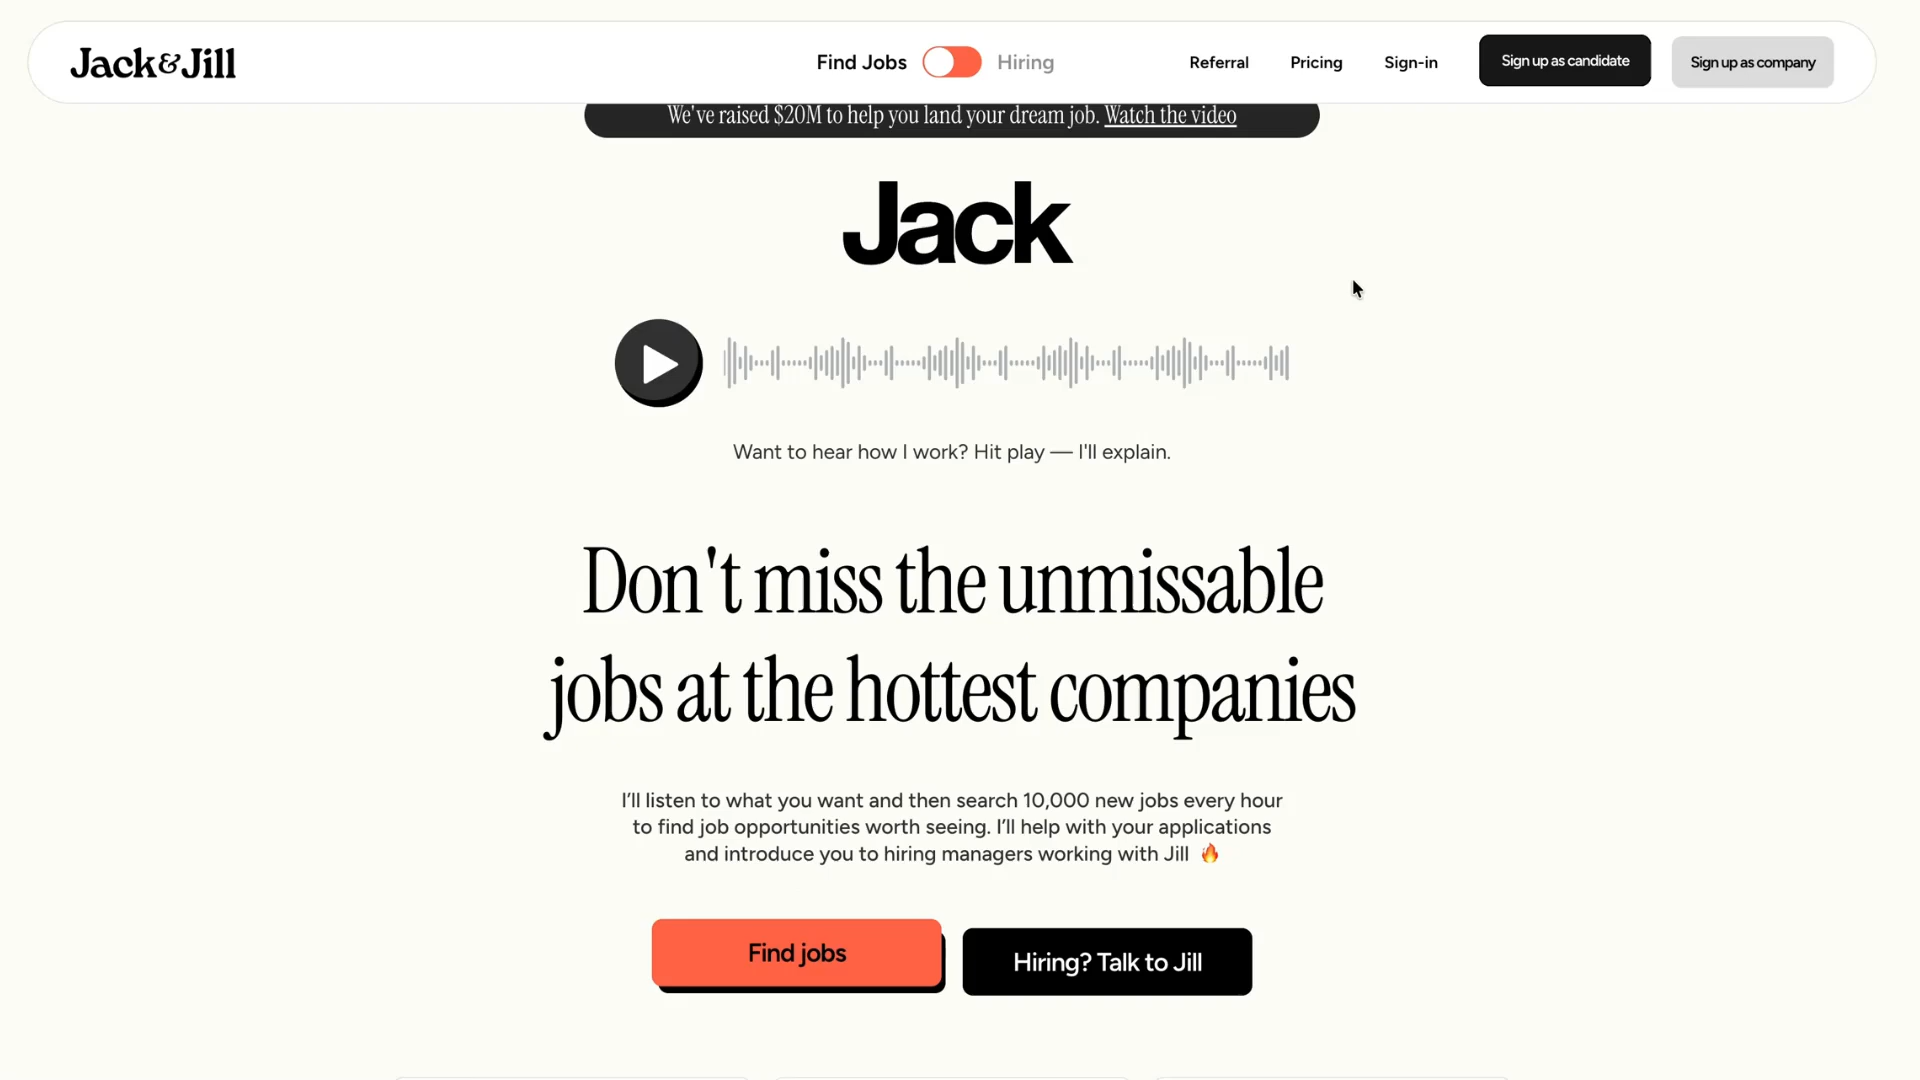 Jack&Jill
Find Jobs
Hiring
Referral
Pricing
Sign-in
Sign up as candidate
Sign up as company
We've raised $20M to help you land your dream job. Watch the video
Jack
Want to hear how I work? Hit play — I'll explain.
Don't miss the unmissable
jobs at the hottest companies
I’ll listen to what you want and then search 10,000 new jobs every hour
to find job opportunities worth seeing. I’ll help with your applications
and introduce you to hiring managers working with Jill 🔥
Find jobs
Hiring? Talk to Jill